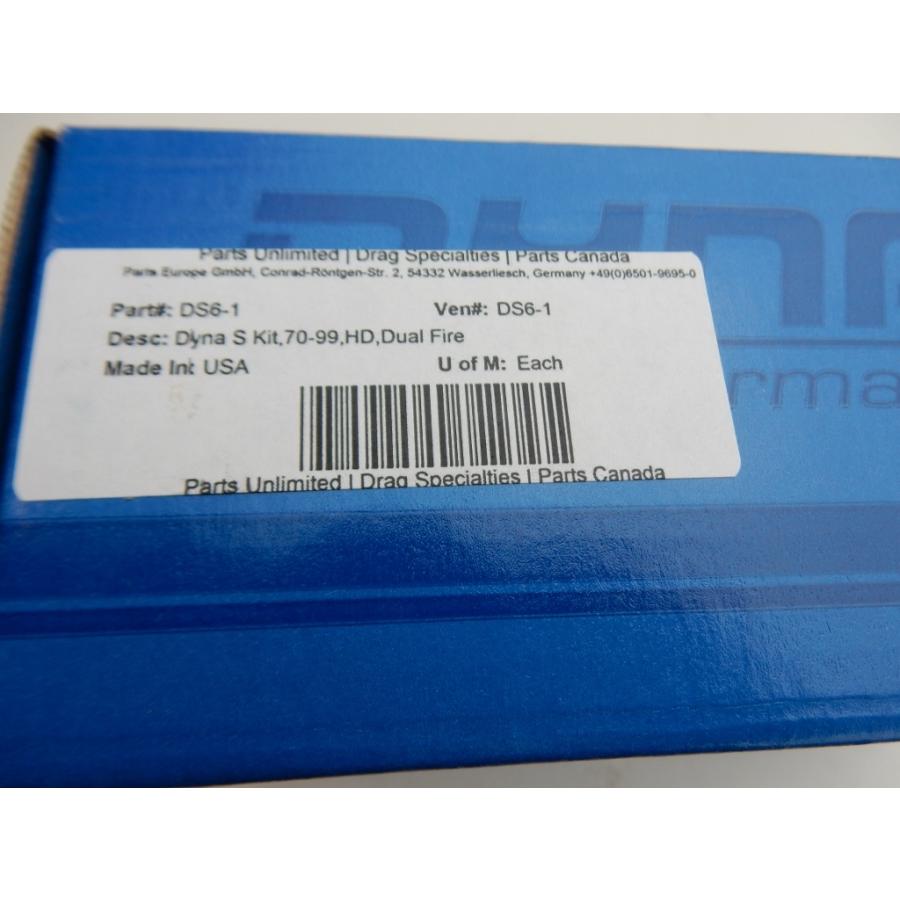 DYN
rma
Parts Unlimited | Drag Specialties | Parts Canada
Parts Europe GmbH, Conrad-Röntgen-Str. 2, 54332 Wasserliesch, Germany +49(0)6501-9695-0
Part#: DS6-1 Ven#: DS6-1
Desc: Dyna S Kit,70-99,HD,Dual Fire
Made In: USA U of M: Each
Parts Unlimited | Drag Specialties | Parts Canada